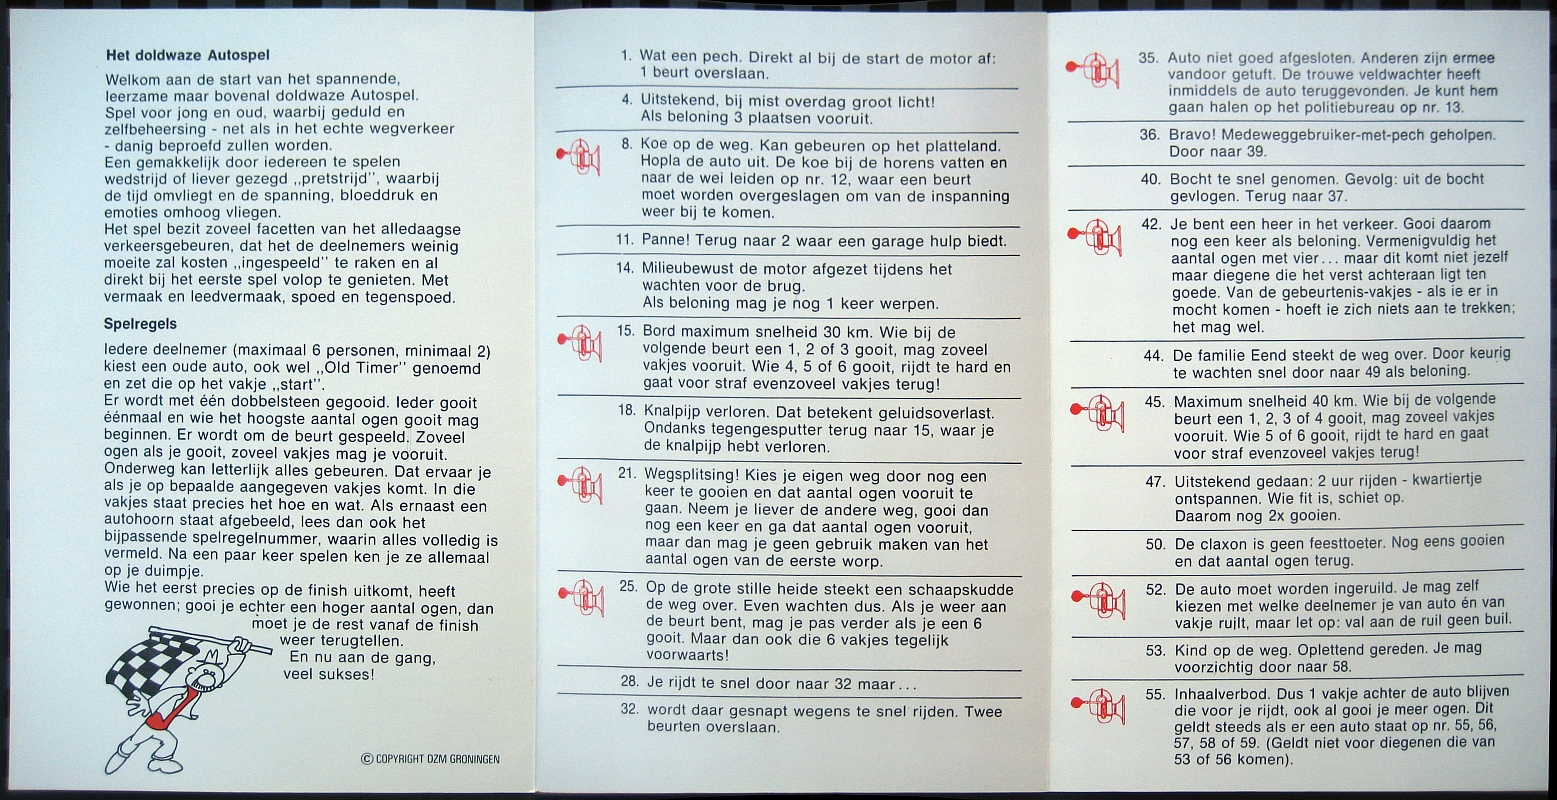 Het doldwaze Autospel
Welkom aan de start van het spannende,
leerzame maar bovenal doldwaze Autospel.
Spel voor jong en oud, waarbij geduld en
zelfbeheersing - net als in het echte wegverkeer
- danig beproefd zullen worden.
Een gemakkelijk door iedereen te spelen
wedstrijd of liever gezegd ,,pretstrijd'', waarbij
de tijd omvliegt en de spanning, bloeddruk en
emoties omhoog vliegen.
Het spel bezit zoveel facetten van het alledaagse
verkeersgebeuren, dat het de deelnemers weinig
moeite zal kosten ,,ingespeeld'' te raken en al
direkt bij het eerste spel volop te genieten. Met
vermaak en leedvermaak, spoed en tegenspoed.
Spelregels
Iedere deelnemer (maximaal 6 personen, minimaal 2)
kiest een oude auto, ook wel ,,Old Timer'' genoemd
en zet die op het vakje ,,start''.
Er wordt met één dobbelsteen gegooid. Ieder gooit
éénmaal en wie het hoogste aantal ogen gooit mag
beginnen. Er wordt om de beurt gespeeld. Zoveel
ogen als je gooit, zoveel vakjes mag je vooruit.
Onderweg kan letterlijk alles gebeuren. Dat ervaar je
als je op bepaalde aangegeven vakjes komt. In die
vakjes staat precies het hoe en wat. Als ernaast een
autohoorn staat afgebeeld, lees dan ook het
bijpassende spelregelnummer, waarin alles volledig is
vermeld. Na een paar keer spelen ken je ze allemaal
op je duimpje.
Wie het eerst precies op de finish uitkomt, heeft
gewonnen; gooi je echter een hoger aantal ogen, dan
moet je de rest vanaf de finish
weer terugtellen.
En nu aan de gang,
veel sukses!
© COPYRIGHT DZM GRONINGEN
1. Wat een pech. Direkt al bij de start de motor af:
1 beurt overslaan.
4. Uitstekend, bij mist overdag groot licht!
Als beloning 3 plaatsen vooruit.
8. Koe op de weg. Kan gebeuren op het platteland.
Hopla de auto uit. De koe bij de horens vatten en
naar de wei leiden op nr. 12, waar een beurt
moet worden overgeslagen om van de inspanning
weer bij te komen.
11. Panne! Terug naar 2 waar een garage hulp biedt.
14. Milieubewust de motor afgezet tijdens het
wachten voor de brug.
Als beloning mag je nog 1 keer werpen.
15. Bord maximum snelheid 30 km. Wie bij de
volgende beurt een 1, 2 of 3 gooit, mag zoveel
vakjes vooruit. Wie 4, 5 of 6 gooit, rijdt te hard en
gaat voor straf evenzoveel vakjes terug!
18. Knalpijp verloren. Dat betekent geluidsoverlast.
Ondanks tegengesputter terug naar 15, waar je
de knalpijp hebt verloren.
21. Wegsplitsing! Kies je eigen weg door nog een
keer te gooien en dat aantal ogen vooruit te
gaan. Neem je liever de andere weg, gooi dan
nog een keer en ga dat aantal ogen vooruit,
maar dan mag je geen gebruik maken van het
aantal ogen van de eerste worp.
25. Op de grote stille heide steekt een schaapskudde
de weg over. Even wachten dus. Als je weer aan
de beurt bent, mag je pas verder als je een 6
gooit. Maar dan ook die 6 vakjes tegelijk
voorwaarts!
28. Je rijdt te snel door naar 32 maar...
32. wordt daar gesnapt wegens te snel rijden. Twee
beurten overslaan.
35. Auto niet goed afgesloten. Anderen zijn ermee
vandoor getuft. De trouwe veldwachter heeft
inmiddels de auto teruggevonden. Je kunt hem
gaan halen op het politiebureau op nr. 13.
36. Bravo! Medeweggebruiker-met-pech geholpen.
Door naar 39.
40. Bocht te snel genomen. Gevolg: uit de bocht
gevlogen. Terug naar 37.
42. Je bent een heer in het verkeer. Gooi daarom
nog een keer als beloning. Vermenigvuldig het
aantal ogen met vier... maar dit komt niet jezelf
maar diegene die het verst achteraan ligt ten
goede. Van de gebeurtenis-vakjes - als ie er in
mocht komen - hoeft ie zich niets aan te trekken;
het mag wel.
44. De familie Eend steekt de weg over. Door keurig
te wachten snel door naar 49 als beloning.
45. Maximum snelheid 40 km. Wie bij de volgende
beurt een 1, 2, 3 of 4 gooit, mag zoveel vakjes
vooruit. Wie 5 of 6 gooit, rijdt te hard en gaat
voor straf evenzoveel vakjes terug!
47. Uitstekend gedaan: 2 uur rijden - kwartiertje
ontspannen. Wie fit is, schiet op.
Daarom nog 2x gooien.
50. De claxon is geen feesttoeter. Nog eens gooien
en dat aantal ogen terug.
52. De auto moet worden ingeruild. Je mag zelf
kiezen met welke deelnemer je van auto én van
vakje ruilt, maar let op: val aan de ruil geen buil.
53. Kind op de weg. Oplettend gereden. Je mag
voorzichtig door naar 58.
55. Inhaalverbod. Dus 1 vakje achter de auto blijven
die voor je rijdt, ook al gooi je meer ogen. Dit
geldt steeds als er een auto staat op nr. 55, 56,
57, 58 of 59. (Geldt niet voor diegenen die van
53 of 56 komen).